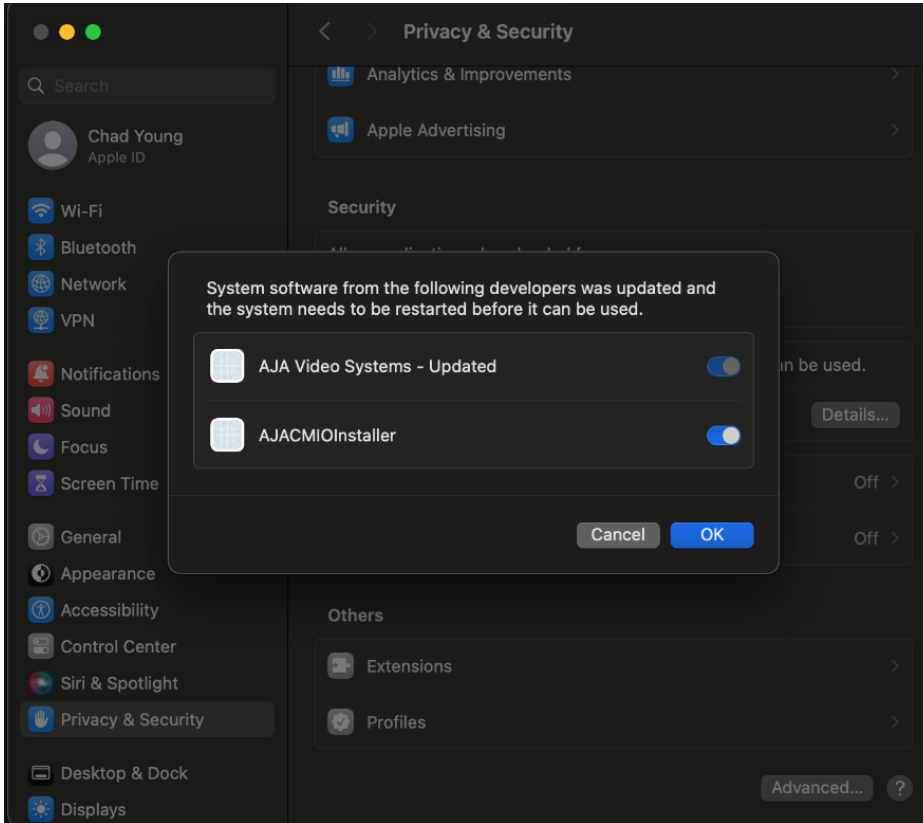 Privacy & Security
Search
Chad Young
Apple ID
Wi-Fi
Bluetooth
Network
VPN
Notifications
Sound
Focus
Screen Time
General
Appearance
Accessibility
Control Center
Siri & Spotlight
Privacy & Security
Desktop & Dock
Displays
Analytics & Improvements
Apple Advertising
Security
System software from the following developers was updated and
the system needs to be restarted before it can be used.
AJA Video Systems - Updated
AJACMIOInstaller
Cancel
OK
can be used.
Details...
Off
Off
Others
Extensions
Profiles
Advanced...
?